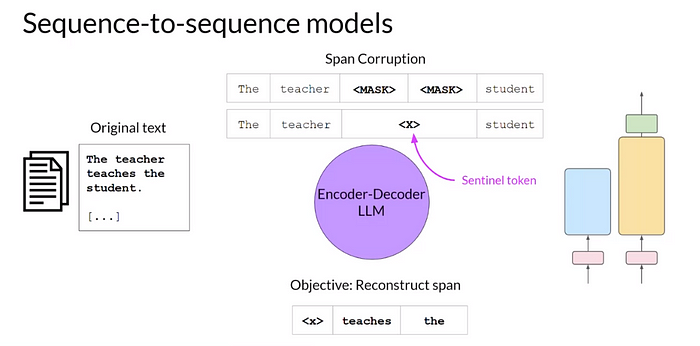 Sequence-to-sequence models
Span Corruption
The teacher <MASK> <MASK> student
The teacher <X> student
Original text
The teacher
teaches the
student.
[...]
Sentinel token
Encoder-Decoder
LLM
Objective: Reconstruct span
<x> teaches the